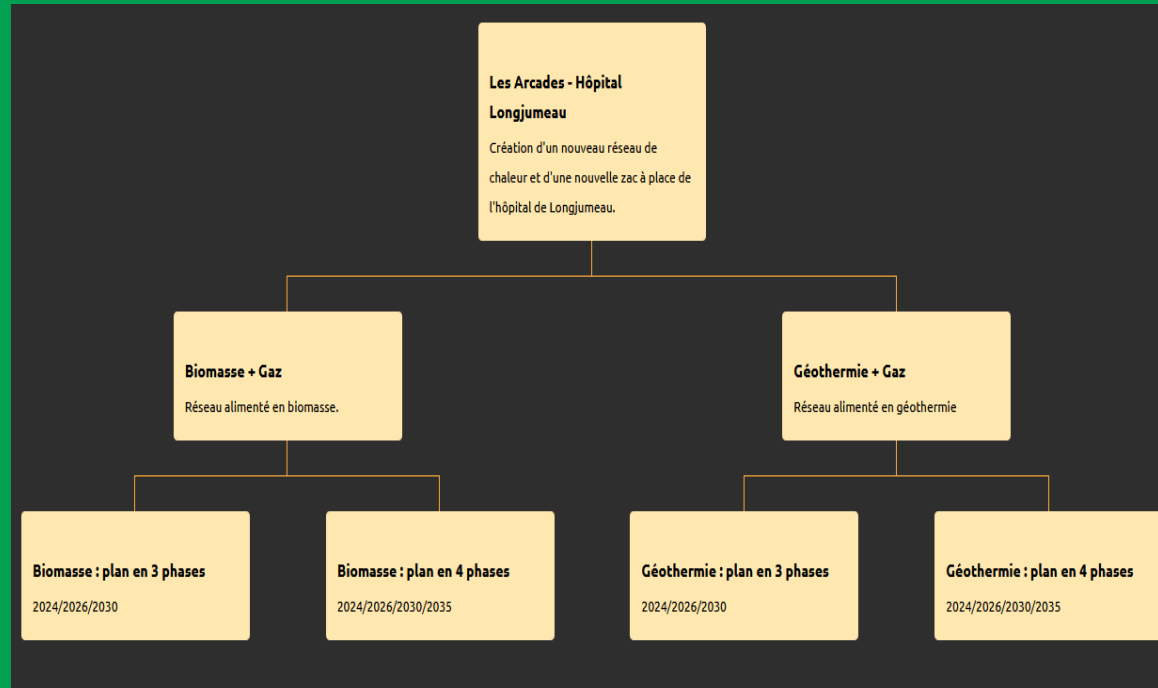 Les Arcades - Hôpital
Longjumeau
Création d'un nouveau réseau de
chaleur et d'une nouvelle zac à place de
l'hôpital de Longjumeau.
Biomasse + Gaz
Réseau alimenté en biomasse.
Géothermie + Gaz
Réseau alimenté en géothermie
Biomasse : plan en 3 phases
2024/2026/2030
Biomasse : plan en 4 phases
2024/2026/2030/2035
Géothermie : plan en 3 phases
2024/2026/2030
Géothermie : plan en 4 phases
2024/2026/2030/2035